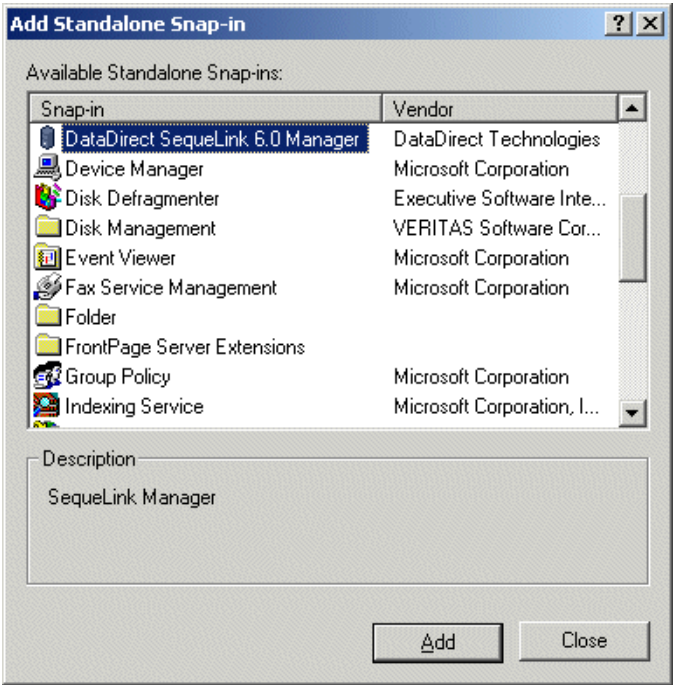 Add Standalone Snap-in
Available Standalone Snap-ins:
Snap-in Vendor
DataDirect SequeLink 6.0 Manager DataDirect Technologies
Device Manager Microsoft Corporation
Disk Defragmenter Executive Software Inte...
Disk Management VERITAS Software Cor...
Event Viewer Microsoft Corporation
Fax Service Management Microsoft Corporation
Folder
FrontPage Server Extensions
Group Policy Microsoft Corporation
Indexing Service Microsoft Corporation, I...
Description
SequeLink Manager
Add Close